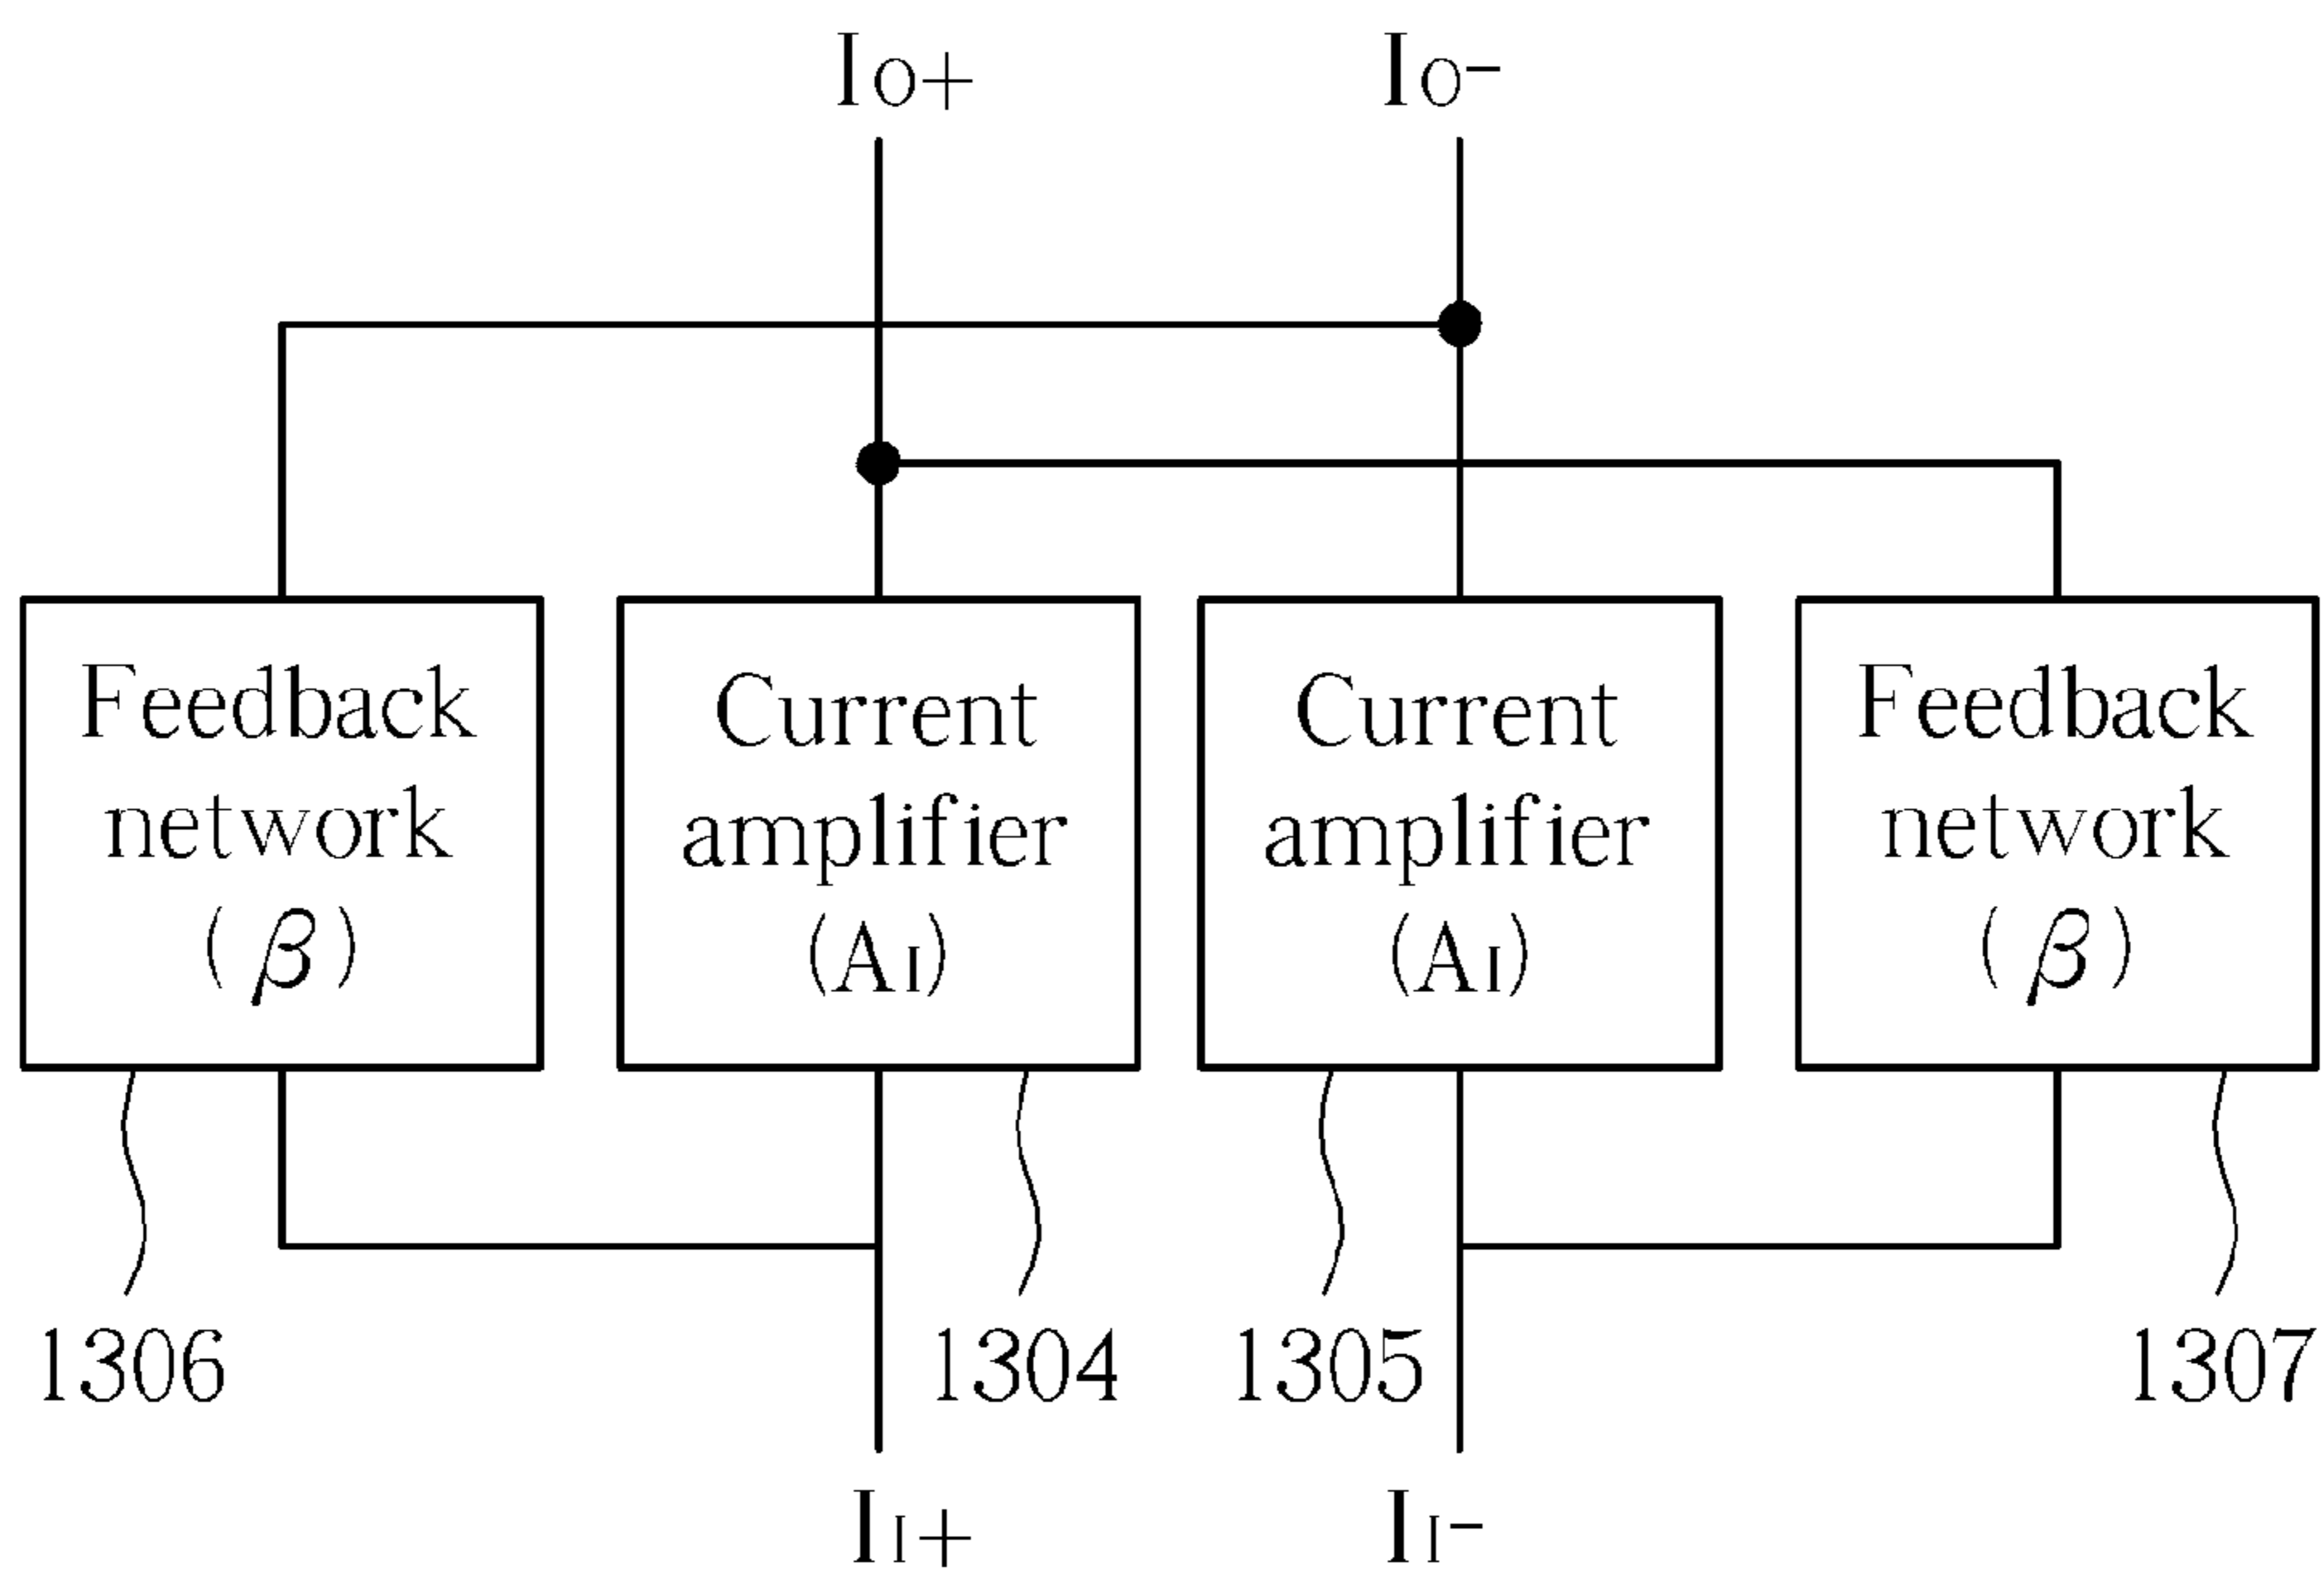 IO+
IO−
Feedback
network
(β)
Current
amplifier
(AI)
Current
amplifier
(AI)
Feedback
network
(β)
1306
1304
1305
1307
II+
II−